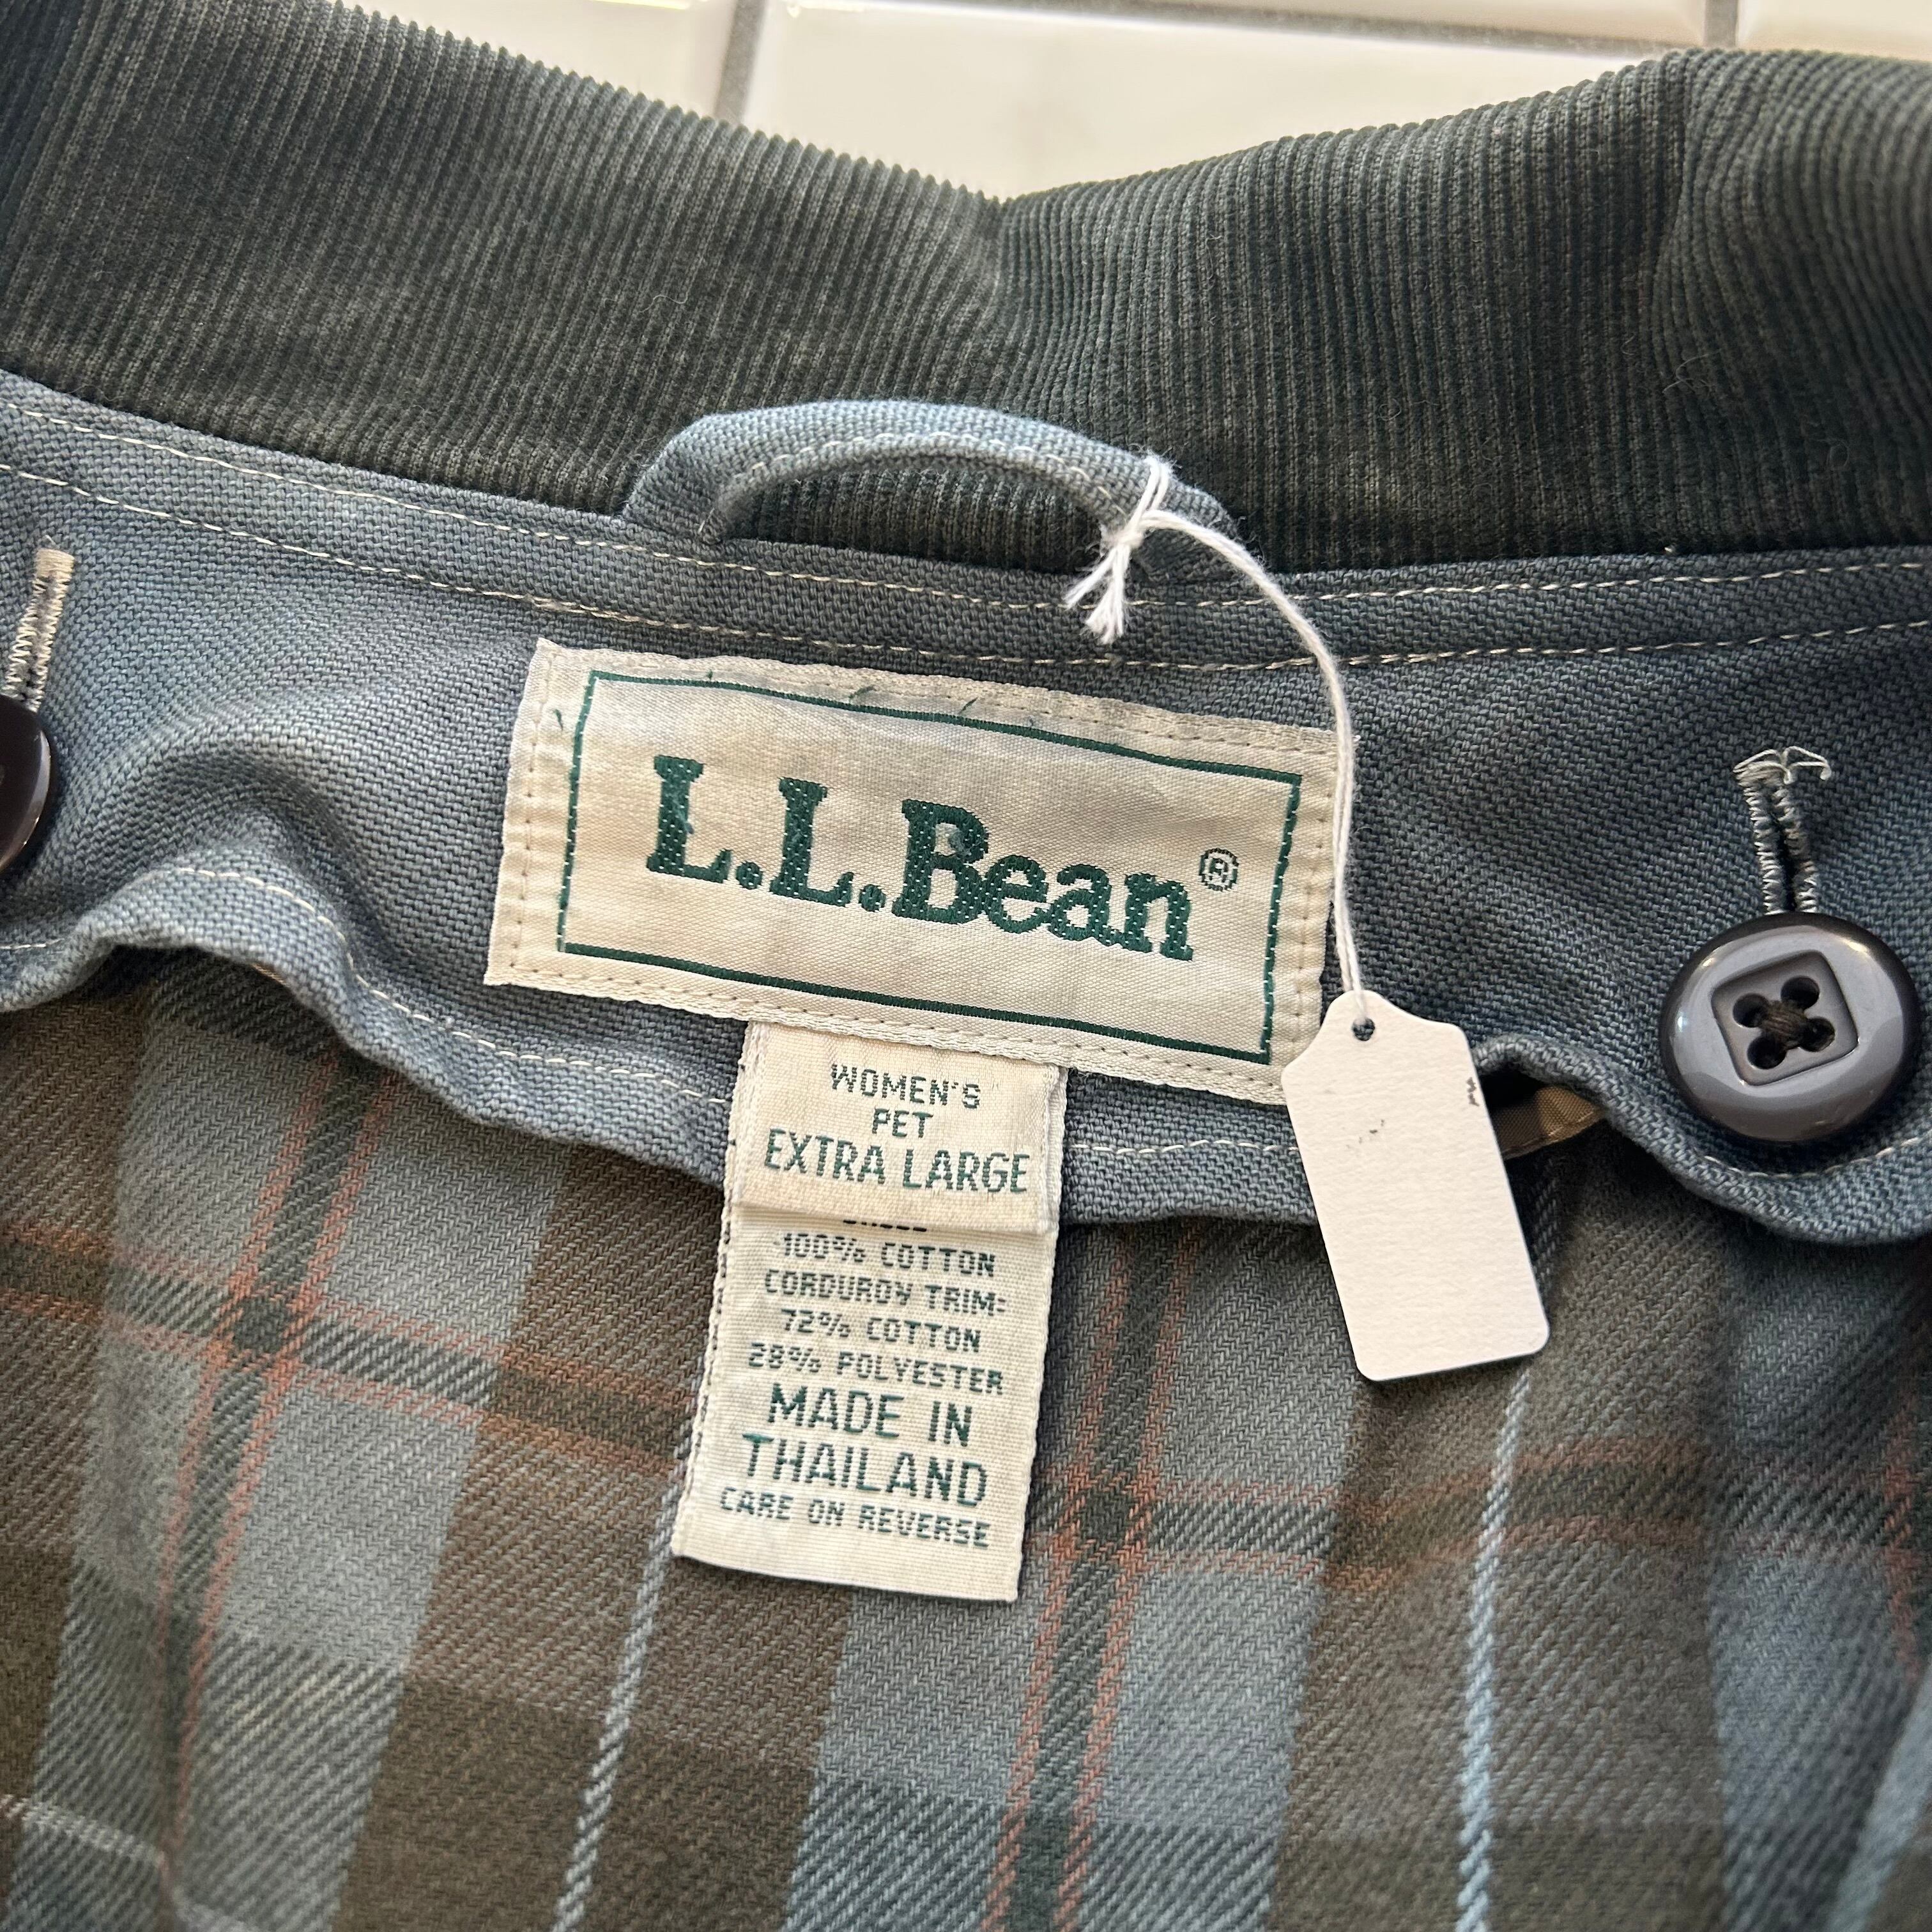 L.L.Bean®
WOMEN'S
PET
EXTRA LARGE
100% COTTON
CORDUROY TRIM:
72% COTTON
28% POLYESTER
MADE IN
THAILAND
CARE ON REVERSE